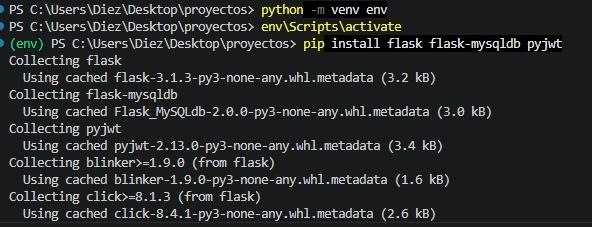 PS C:\Users\Diez\Desktop\proyectos> python -m venv env
PS C:\Users\Diez\Desktop\proyectos> env\Scripts\activate
(env) PS C:\Users\Diez\Desktop\proyectos> pip install flask flask-mysqldb pyjwt
Collecting flask
Using cached flask-3.1.3-py3-none-any.whl.metadata (3.2 kB)
Collecting flask-mysqldb
Using cached Flask_MySQLdb-2.0.0-py3-none-any.whl.metadata (3.0 kB)
Collecting pyjwt
Using cached pyjwt-2.13.0-py3-none-any.whl.metadata (3.4 kB)
Collecting blinker>=1.9.0 (from flask)
Using cached blinker-1.9.0-py3-none-any.whl.metadata (1.6 kB)
Collecting click>=8.1.3 (from flask)
Using cached click-8.4.1-py3-none-any.whl.metadata (2.6 kB)